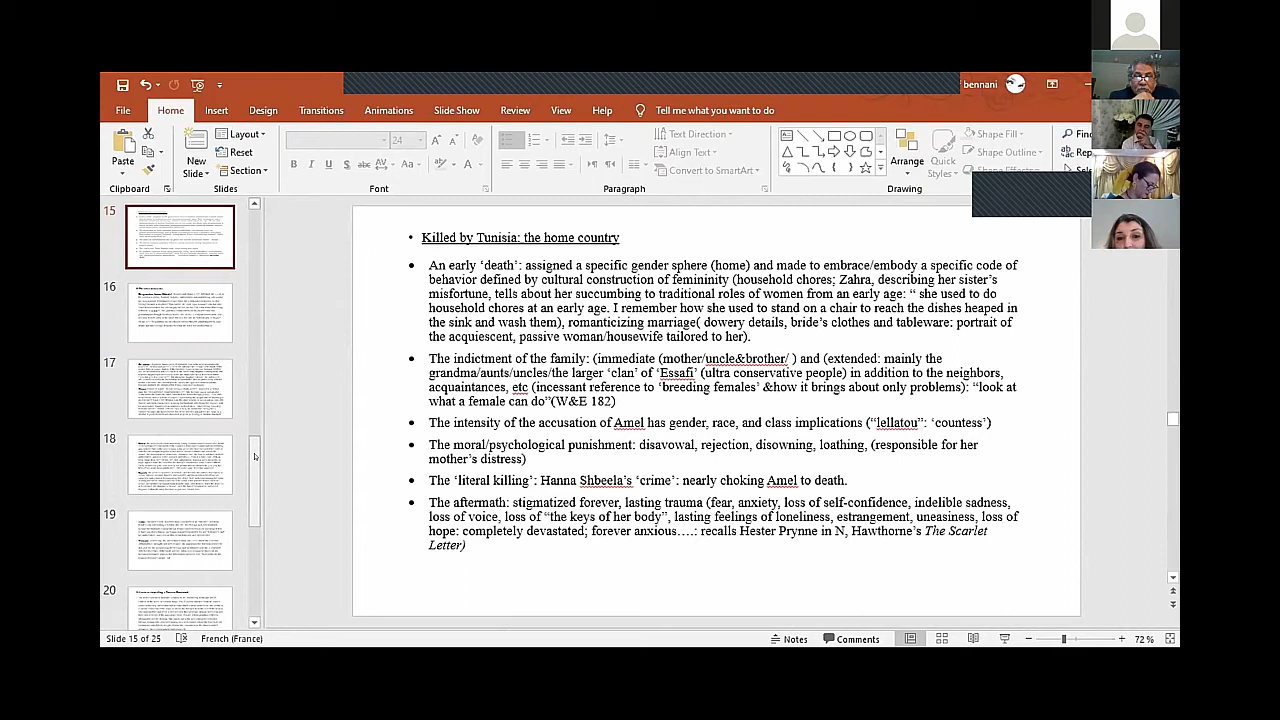 bennani
File Home Insert Design Transitions Animations Slide Show Review View Help Tell me what you want to do
Paste
New Slide
Layout
Reset
Section
24
B I U S abc AV Aa A
Text Direction
Align Text
Convert to SmartArt
Arrange
Quick Styles
Shape Fill
Shape Outline
Shape Effects
Clipboard Slides Font Paragraph Drawing
15
16
17
18
19
20
Killed by Tunisia: the home
An early ‘death’: assigned a specific gender sphere (home) and made to embrace/embody a specific code of
behavior defined by cultural constructions of femininity (household chores; Zahra, describing her sister’s
misfortune, tells about her grooming to traditional roles of women from an early age: “ she used to do
household chores at an early age. I remember how she used to stand on a chair to reach the dishes heaped in
the sink and wash them), romanticizing marriage( dowery details, bride’s clothes and tableware: portrait of
the acquiescent, passive woman/housewife tailored to her).
The indictment of the family: (immediate (mother/uncle&brother/ ) and (extended: mainly the
grandparents/uncles/the larger ‘cote’ of ‘Essafi’ (ultra conservative people) in addition to the neighbors,
acquaintances, etc (incessant blame: ‘breeding females’ &how it brings about problems): “look at
what a female can do”(W&E 182)
The intensity of the accusation of Amel has gender, race, and class implications (
‘countess’)
The moral/psychological pressure (disavowal, rejection, disowning, loathing, responsible for her
mother’s distress)
The ‘literal killing’: Hamid
‘crime’: nearly choking Amel to death.
The aftermath: stigmatized forever, lasting trauma (fear, anxiety, loss of self-confidence, indelible sadness,
loss of voice, loss of “the keys of her body”, lasting feelings of loneliness, estrangement, uneasiness, loss of
hope: completely devastated, forever anxious….: recalls Hester Prynne in Hawthorne’s The Scarlet
Letter)
Slide 15 of 25 French (France) Notes Comments 72 %